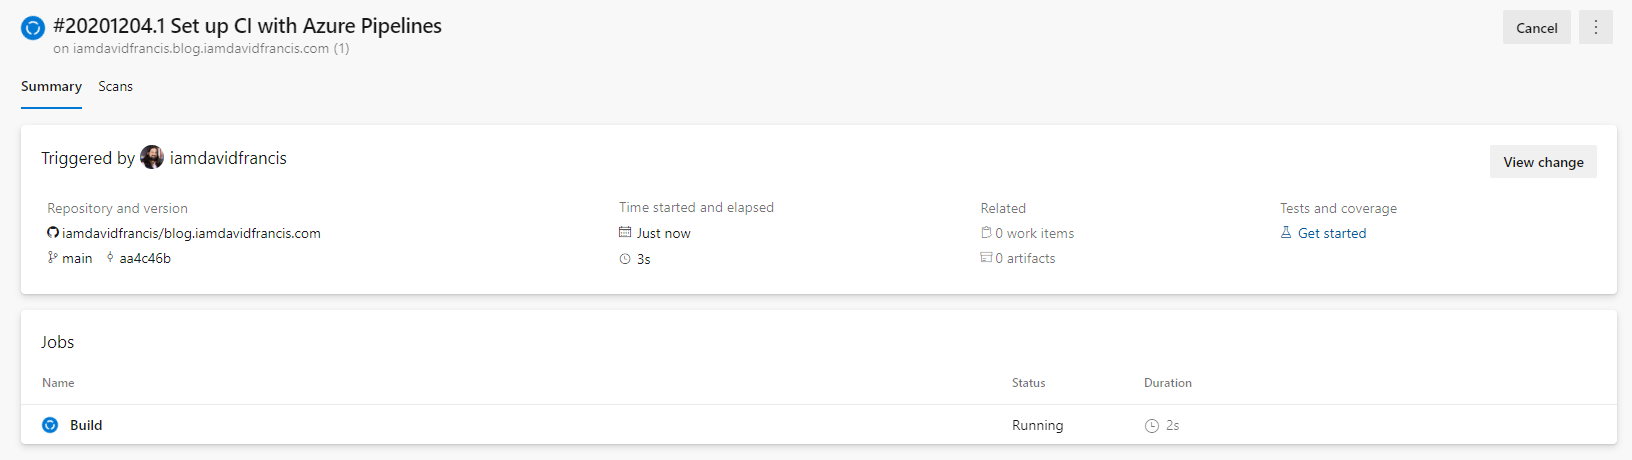 #20201204.1 Set up CI with Azure Pipelines
on iamdavidfrancis.blog.iamdavidfrancis.com (1)
Cancel
Summary Scans
Triggered by iamdavidfrancis
View change
Repository and version
iamdavidfrancis/blog.iamdavidfrancis.com
main aa4c46b
Time started and elapsed
Just now
3s
Related
0 work items
0 artifacts
Tests and coverage
Get started
Jobs
Name Status Duration
Build Running 2s